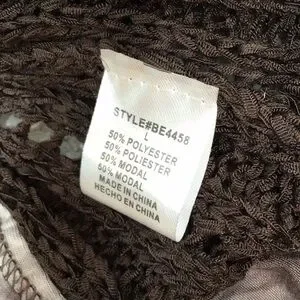 STYLE#BE4458
L
50% POLYESTER
50% POLIESTER
50% MODAL
50% MODAL
MADE IN CHINA
HECHO EN CHINA